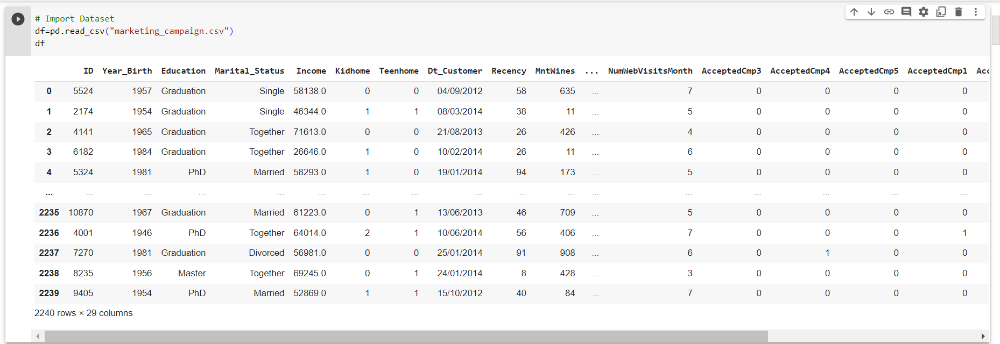 # Import Dataset
df=pd.read_csv("marketing_campaign.csv")
df
ID Year_Birth Education Marital_Status Income Kidhome Teenhome Dt_Customer Recency MntWines ... NumWebVisitsMonth AcceptedCmp3 AcceptedCmp4 AcceptedCmp5 AcceptedCmp1 Acc
0 5524 1957 Graduation Single 58138.0 0 0 04/09/2012 58 635 ... 7 0 0 0 0
1 2174 1954 Graduation Single 46344.0 1 1 08/03/2014 38 11 ... 5 0 0 0 0
2 4141 1965 Graduation Together 71613.0 0 0 21/08/2013 26 426 ... 4 0 0 0 0
3 6182 1984 Graduation Together 26646.0 1 0 10/02/2014 26 11 ... 6 0 0 0 0
4 5324 1981 PhD Married 58293.0 1 0 19/01/2014 94 173 ... 5 0 0 0 0
... ... ... ... ... ... ... ... ... ... ... ... ... ... ... ... ...
2235 10870 1967 Graduation Married 61223.0 0 1 13/06/2013 46 709 ... 5 0 0 0 0
2236 4001 1946 PhD Together 64014.0 2 1 10/06/2014 56 406 ... 7 0 0 0 1
2237 7270 1981 Graduation Divorced 56981.0 0 0 25/01/2014 91 908 ... 6 0 1 0 0
2238 8235 1956 Master Together 69245.0 0 1 24/01/2014 8 428 ... 3 0 0 0 0
2239 9405 1954 PhD Married 52869.0 1 1 15/10/2012 40 84 ... 7 0 0 0 0
2240 rows × 29 columns